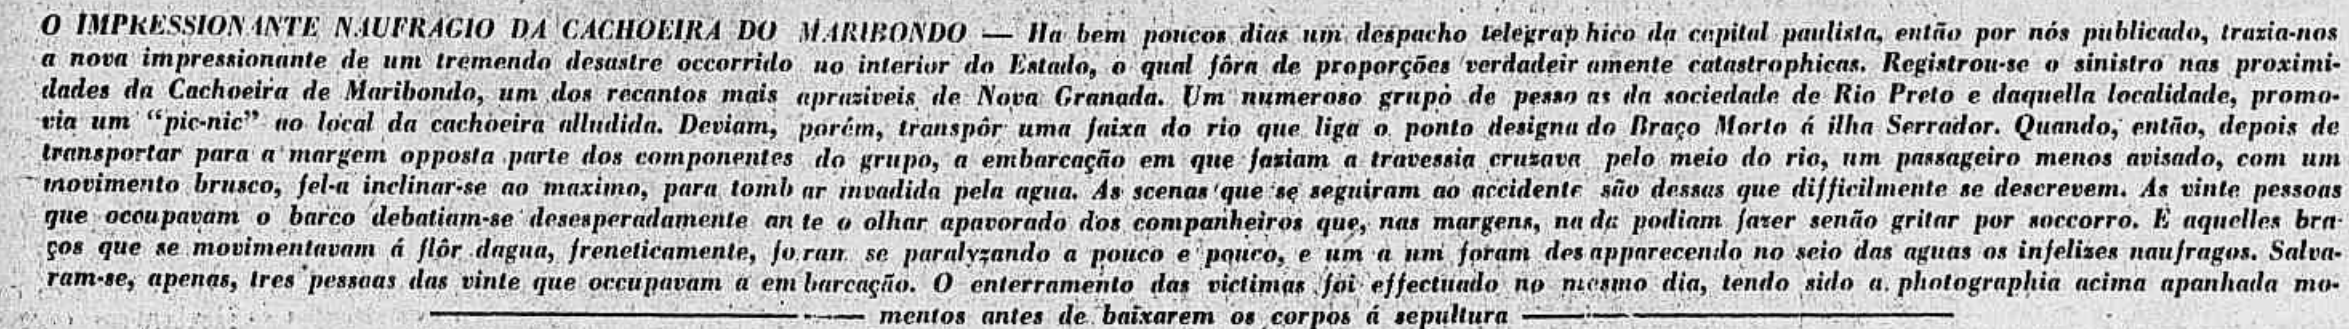 O IMPRESSIONANTE NAUFRAGIO DA CACHOEIRA DO MARIBONDO — Ha bem poucos dias um despacho telegraphico da capital paulista, então por nós publicado, trazia-nos
a nova impressionante de um tremendo desastre occorrido no interior do Estado, o qual fôra de proporções verdadeiramente catastrophicas. Registrou-se o sinistro nas proximi-
dades da Cachoeira de Maribondo, um dos recantos mais apraziveis de Nova Granada. Um numeroso grupo de pessoas da sociedade de Rio Preto e daquella localidade, promo-
via um "pic-nic" ao local da cachoeira alludida. Deviam, porém, transpôr uma faixa do rio que liga o ponto designado Braço Morto á ilha Serrador. Quando, então, depois de
transportar para a margem opposta parte dos componentes do grupo, a embarcação em que faziam a travessia cruzava pelo meio do rio, um passageiro menos avisado, com um
movimento brusco, fel-a inclinar-se ao maximo, para tombar invadida pela agua. As scenas que se seguiram ao accidente são dessas que difficilmente se descrevem. As vinte pessoas
que occupavam o barco debatiam-se desesperadamente ante o olhar apavorado dos companheiros que, nas margens, nada podiam fazer senão gritar por soccorro. E aquelles bra-
ços que se movimentavam á flôr dagua, freneticamente, foram se paralyzando a pouco e pouco, e um a um foram desapparecendo no seio das aguas os infelizes naufragos. Salva-
ram-se, apenas, tres pessoas das vinte que occupavam a embarcação. O enterramento das victimas foi effectuado no mesmo dia, tendo sido a photographia acima apanhada mo-
mentos antes de baixarem os corpos á sepultura